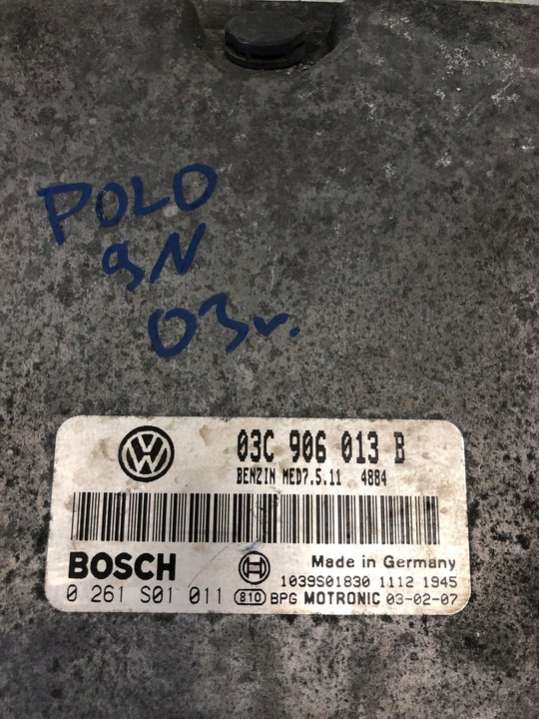 POLO
9N
03г.
03C 906 013 B
BENZIN MED7.5.11 4884
BOSCH
Made in Germany
1039S01830 1112 1945
0 261 S01 011 810 BPG MOTRONIC 03-02-07